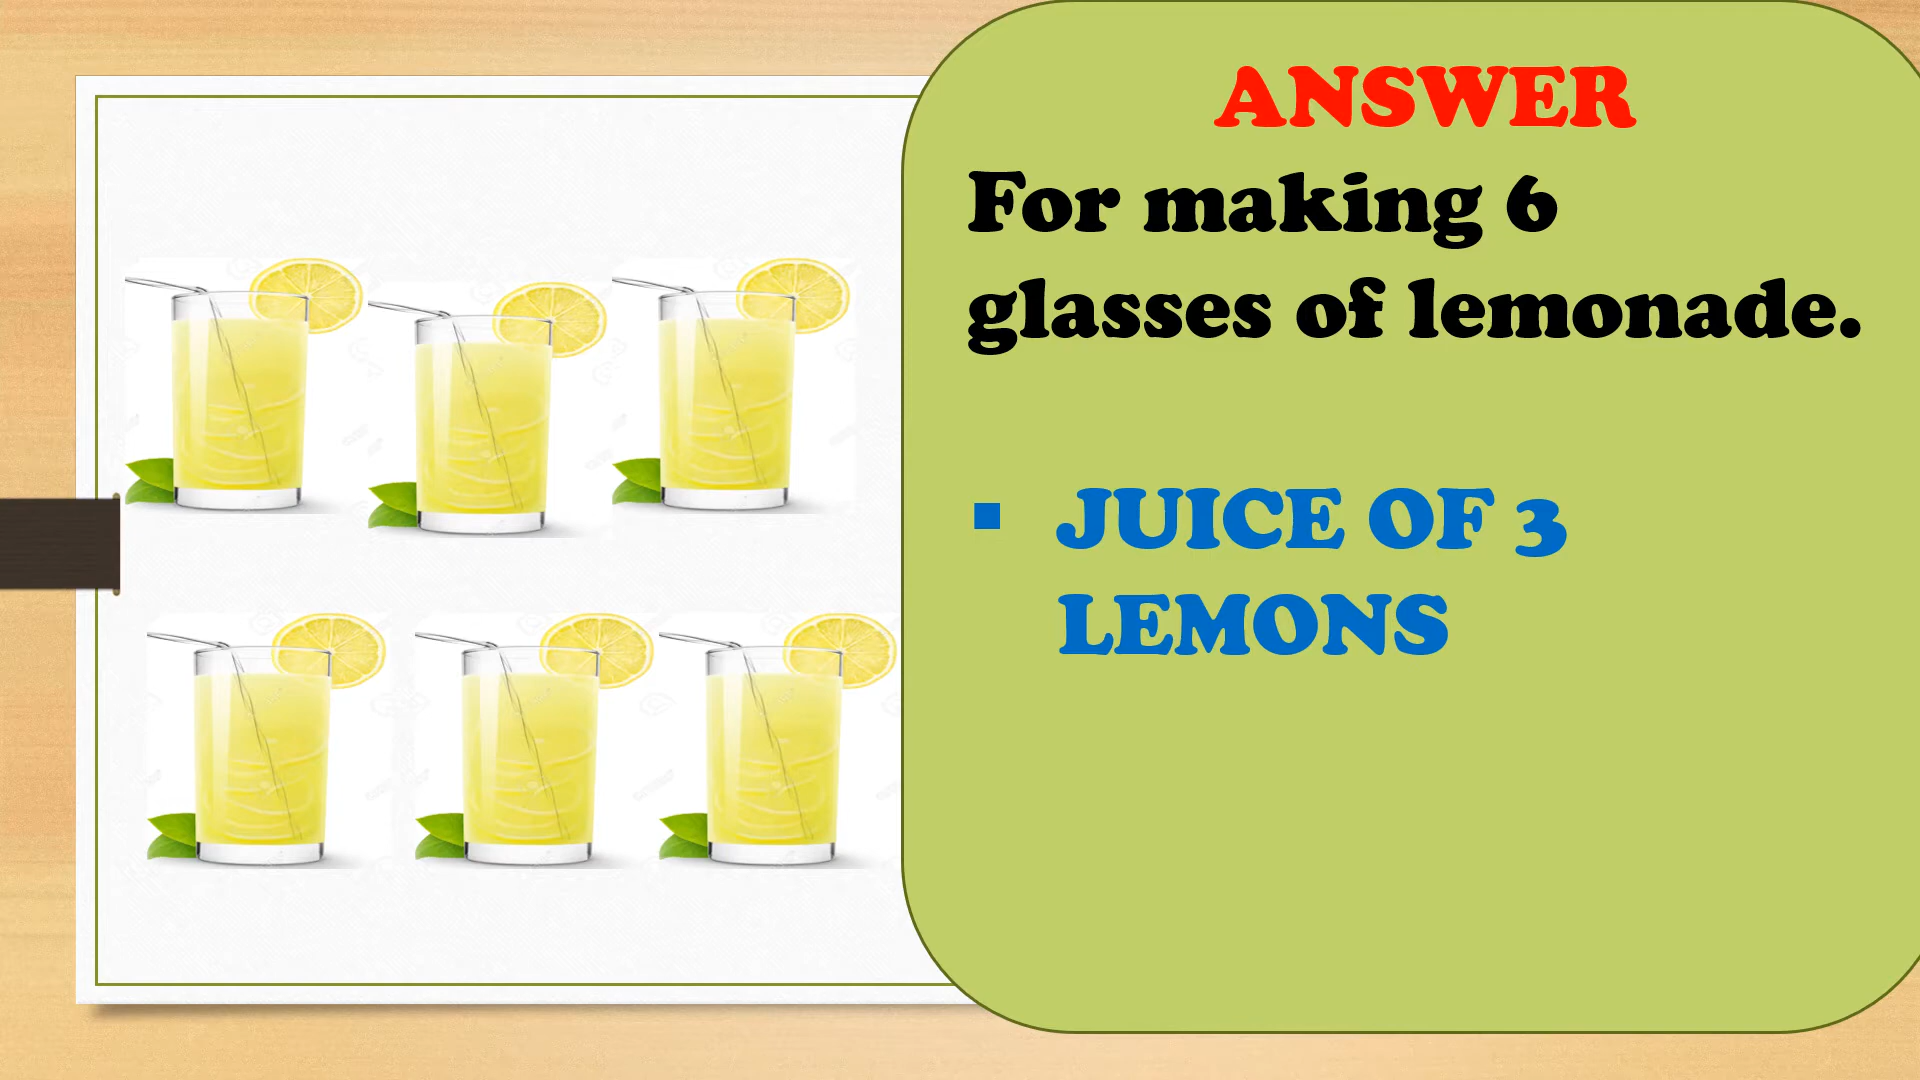 ANSWER
For making 6
glasses of lemonade.
▪ JUICE OF 3
LEMONS